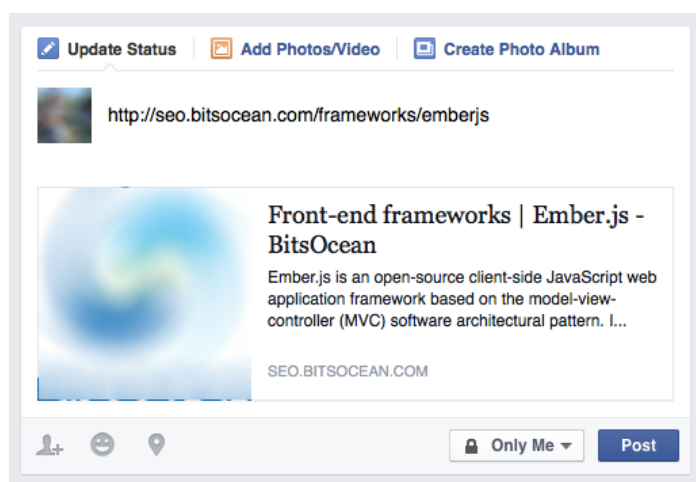 Update Status Add Photos/Video Create Photo Album
http://seo.bitsocean.com/frameworks/emberjs
Front-end frameworks | Ember.js -
BitsOcean
Ember.js is an open-source client-side JavaScript web
application framework based on the model-view-
controller (MVC) software architectural pattern. I...
SEO.BITSOCEAN.COM
Only Me Post